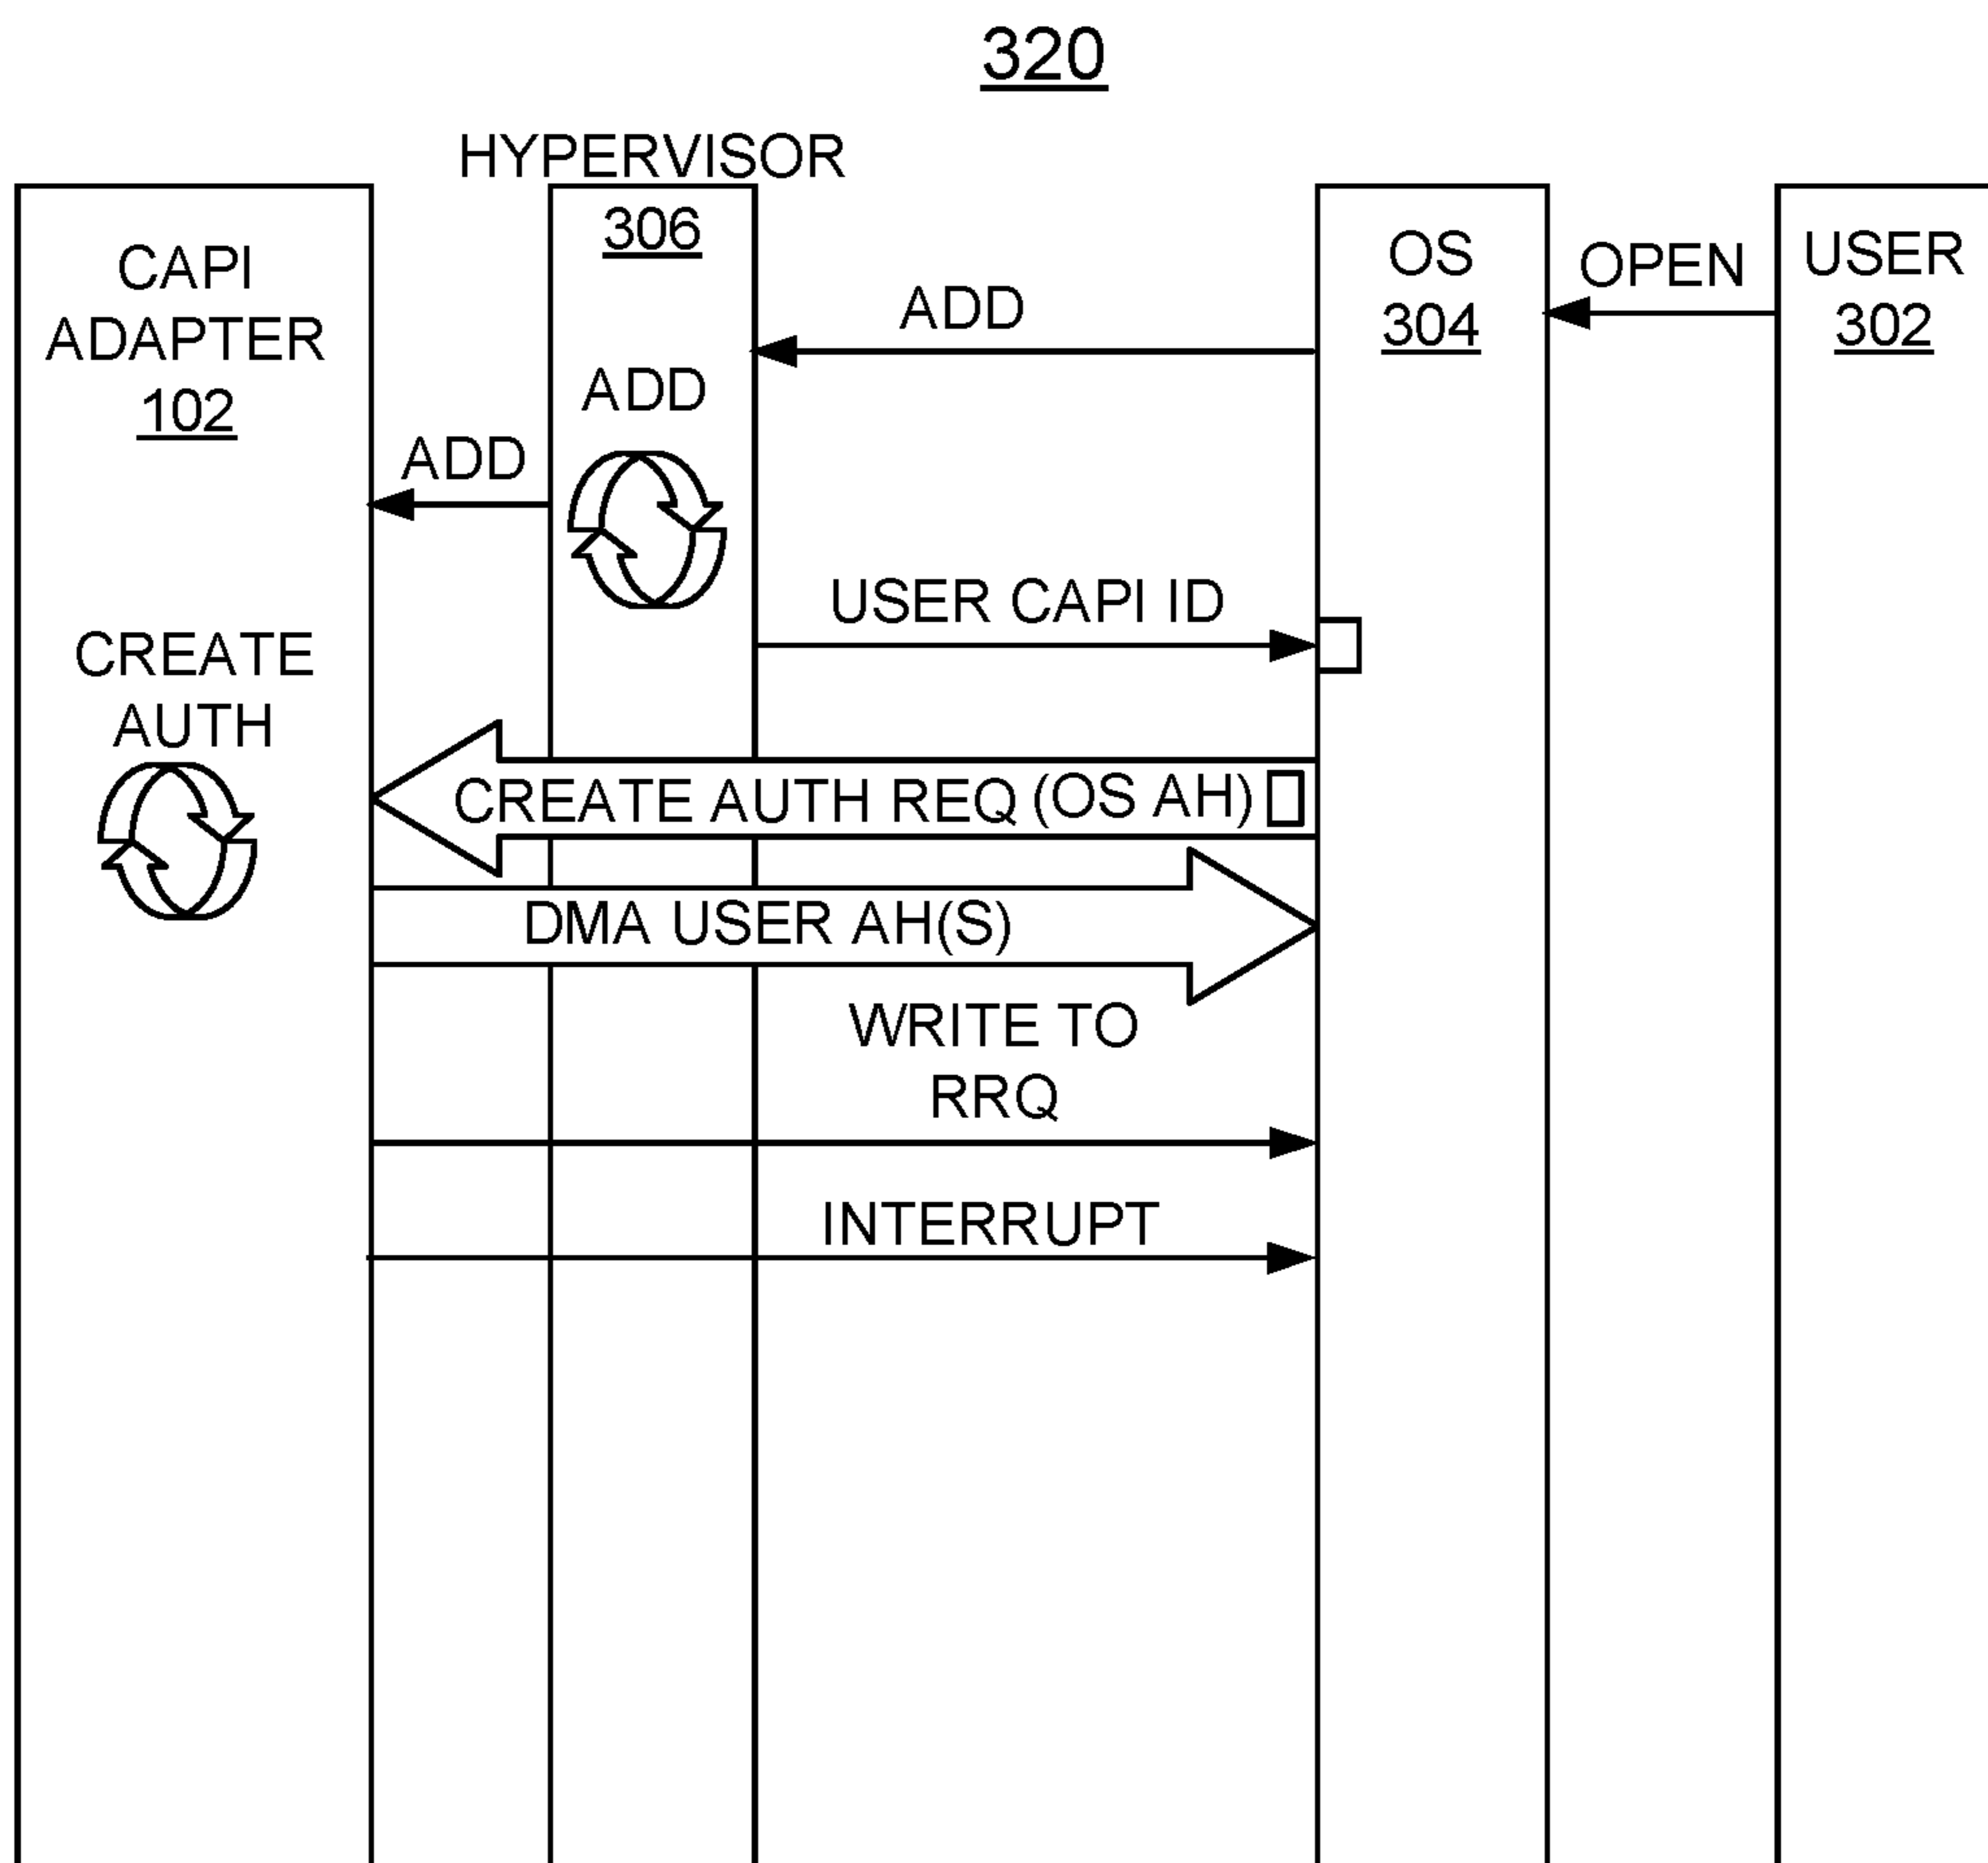 320
HYPERVISOR
306
CAPI
ADAPTER
102
OS
304
OPEN
USER
302
ADD
ADD
ADD
USER CAPI ID
CREATE
AUTH
CREATE AUTH REQ (OS AH)
DMA USER AH(S)
WRITE TO
RRQ
INTERRUPT